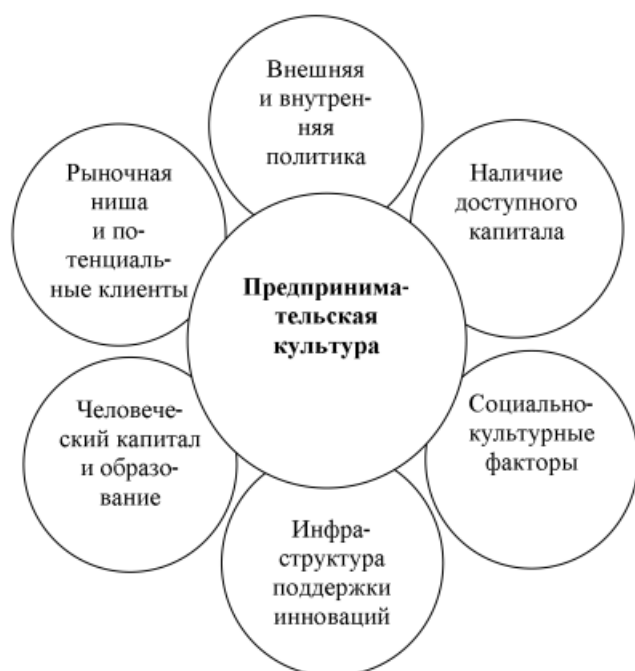 Внешняя
и внутрен-
няя
политика
Рыночная
ниша
и по-
тенциаль-
ные клиенты
Наличие
доступного
капитала
Предпринима-
тельская
культура
Человече-
ский капитал
и образо-
вание
Социально-
культурные
факторы
Инфра-
структура
поддержки
инноваций